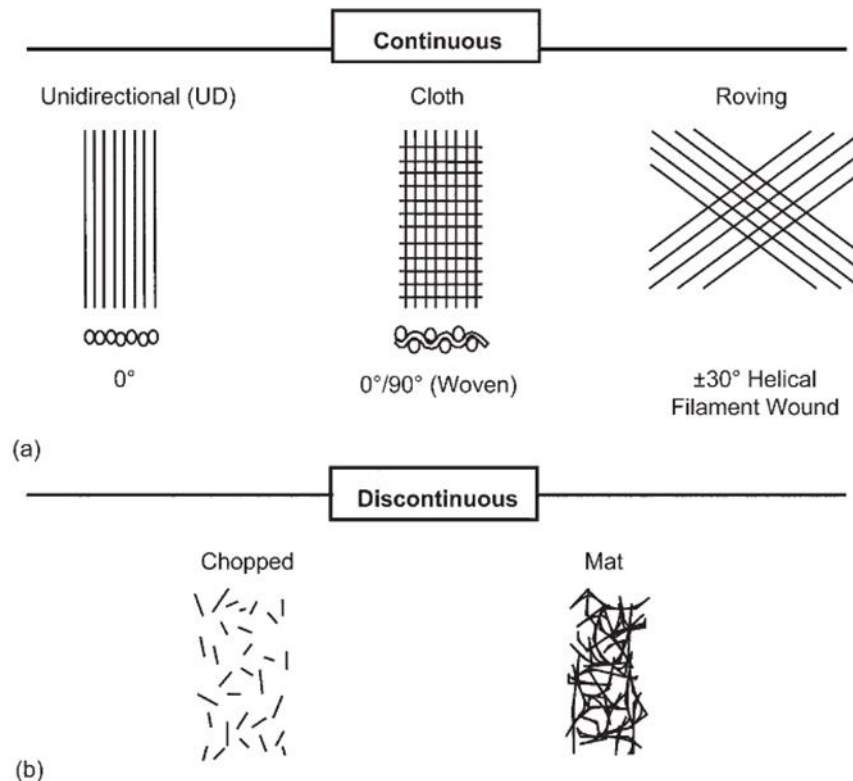 Continuous
Unidirectional (UD)
Cloth
Roving
0°
0°/90° (Woven)
±30° Helical
Filament Wound
(a)
Discontinuous
Chopped
Mat
(b)